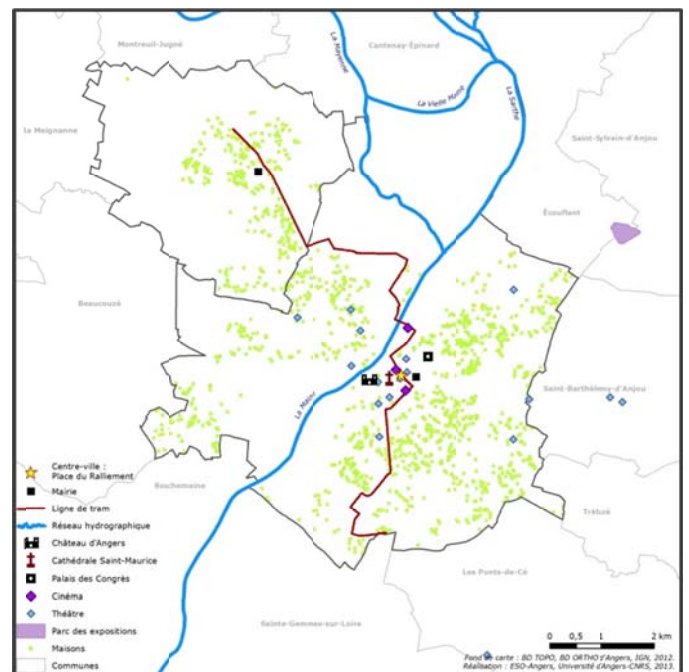 Montreuil-Juigné
Cantenay-Épinard
La Mayenne
La Vieille Maine
La Sarthe
la Meignanne
Saint-Sylvain-d'Anjou
Écouflant
Beaucouzé
La Maine
Saint-Barthélemy-d'Anjou
Bouchemaine
Trélazé
Les Ponts-de-Cé
Sainte-Gemmes-sur-Loire
Centre-ville :
Place du Ralliement
Mairie
Ligne de tram
Réseau hydrographique
Château d'Angers
Cathédrale Saint-Maurice
Palais des Congrès
Cinéma
Théâtre
Parc des expositions
Maisons
Communes
0 0,5 1 2 km
Fond de carte : BD TOPO, BD ORTHO d'Angers, IGN, 2012.
Réalisation : ESO-Angers, Université d'Angers-CNRS, 2013.